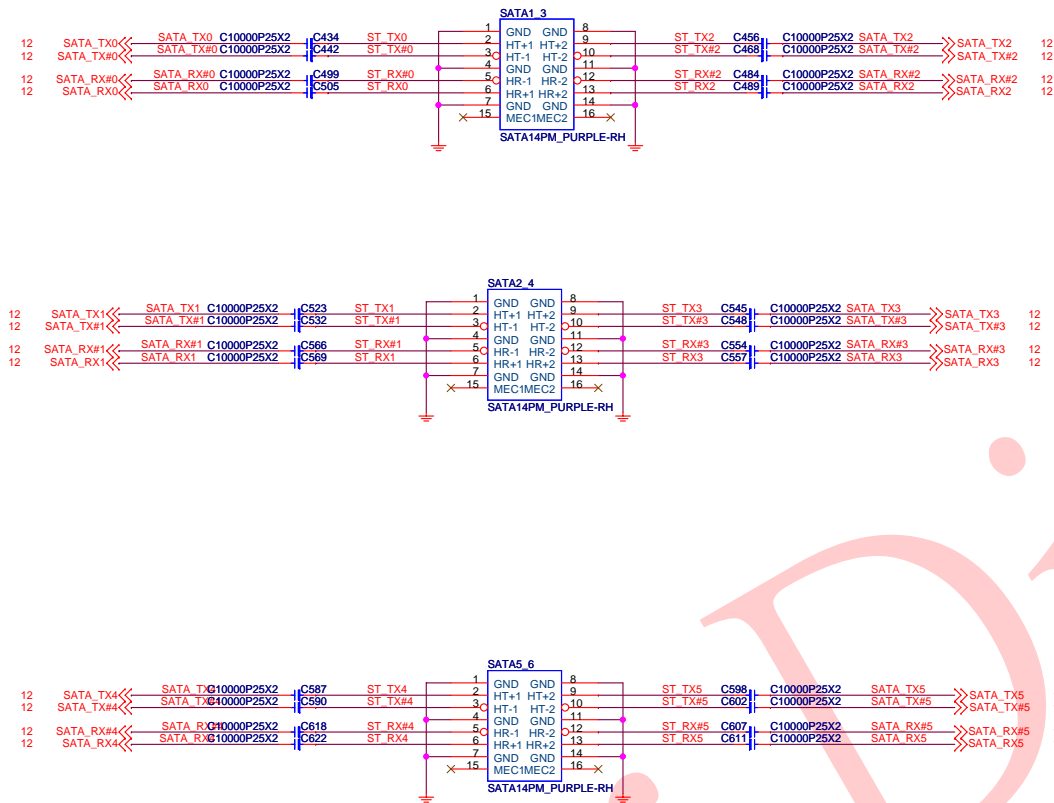 SATA1_3
1 GND GND 8
12 SATA_TX0 SATA_TX0 C10000P25X2 C434 ST_TX0 2 HT+1 HT+2 9 ST_TX2 C456 C10000P25X2 SATA_TX2 SATA_TX2 12
12 SATA_TX#0 SATA_TX#0 C10000P25X2 C442 ST_TX#0 3 HT-1 HT-2 10 ST_TX#2 C468 C10000P25X2 SATA_TX#2 SATA_TX#2 12
4 GND GND 11
12 SATA_RX#0 SATA_RX#0 C10000P25X2 C499 ST_RX#0 5 HR-1 HR-2 12 ST_RX#2 C484 C10000P25X2 SATA_RX#2 SATA_RX#2 12
12 SATA_RX0 SATA_RX0 C10000P25X2 C505 ST_RX0 6 HR+1 HR+2 13 ST_RX2 C489 C10000P25X2 SATA_RX2 SATA_RX2 12
7 GND GND 14
15 MEC1MEC2 16
SATA14PM_PURPLE-RH
SATA2_4
1 GND GND 8
12 SATA_TX1 SATA_TX1 C10000P25X2 C523 ST_TX1 2 HT+1 HT+2 9 ST_TX3 C545 C10000P25X2 SATA_TX3 SATA_TX3 12
12 SATA_TX#1 SATA_TX#1 C10000P25X2 C532 ST_TX#1 3 HT-1 HT-2 10 ST_TX#3 C548 C10000P25X2 SATA_TX#3 SATA_TX#3 12
4 GND GND 11
12 SATA_RX#1 SATA_RX#1 C10000P25X2 C566 ST_RX#1 5 HR-1 HR-2 12 ST_RX#3 C554 C10000P25X2 SATA_RX#3 SATA_RX#3 12
12 SATA_RX1 SATA_RX1 C10000P25X2 C569 ST_RX1 6 HR+1 HR+2 13 ST_RX3 C557 C10000P25X2 SATA_RX3 SATA_RX3 12
7 GND GND 14
15 MEC1MEC2 16
SATA14PM_PURPLE-RH
SATA5_6
1 GND GND 8
12 SATA_TX4 SATA_TX4 C10000P25X2 C587 ST_TX4 2 HT+1 HT+2 9 ST_TX5 C598 C10000P25X2 SATA_TX5 SATA_TX5 12
12 SATA_TX#4 SATA_TX#4 C10000P25X2 C590 ST_TX#4 3 HT-1 HT-2 10 ST_TX#5 C602 C10000P25X2 SATA_TX#5 SATA_TX#5 12
4 GND GND 11
12 SATA_RX#4 SATA_RX#4 C10000P25X2 C618 ST_RX#4 5 HR-1 HR-2 12 ST_RX#5 C607 C10000P25X2 SATA_RX#5 SATA_RX#5 12
12 SATA_RX4 SATA_RX4 C10000P25X2 C622 ST_RX4 6 HR+1 HR+2 13 ST_RX5 C611 C10000P25X2 SATA_RX5 SATA_RX5 12
7 GND GND 14
15 MEC1MEC2 16
SATA14PM_PURPLE-RH